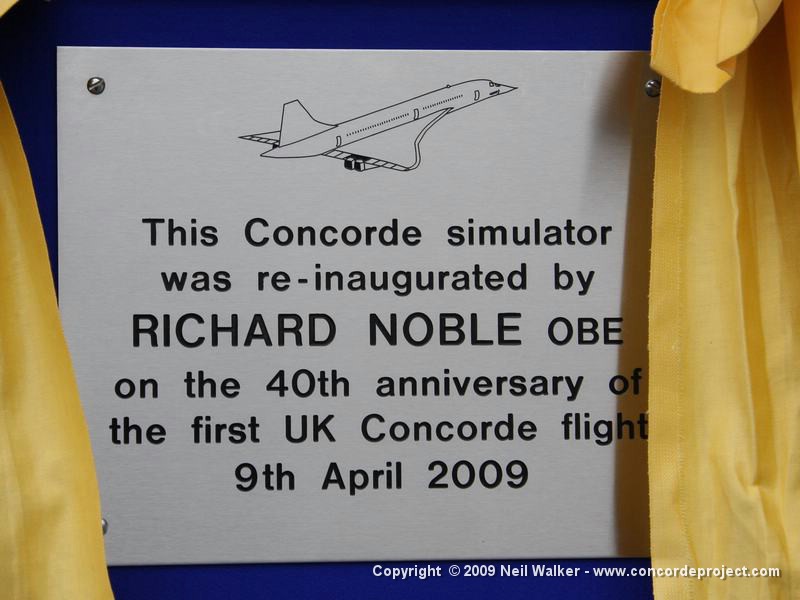 This Concorde simulator
was re-inaugurated by
RICHARD NOBLE OBE
on the 40th anniversary of
the first UK Concorde flight
9th April 2009
Copyright © 2009 Neil Walker - www.concordeproject.com